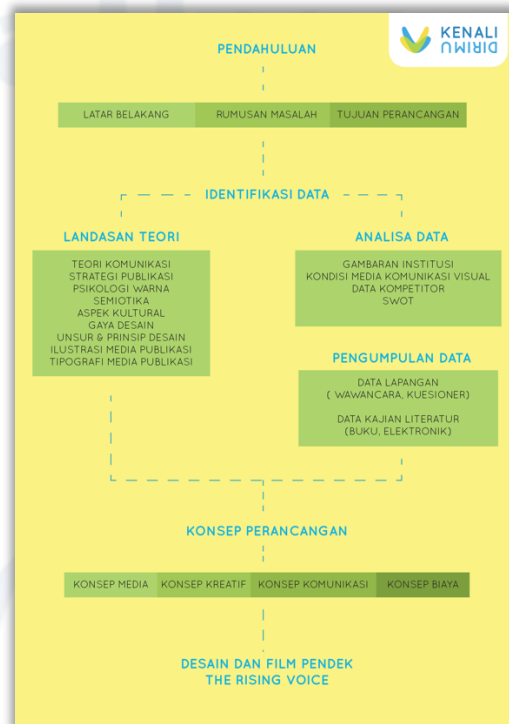 KENALI
DIRIMU
PENDAHULUAN
LATAR BELAKANG
RUMUSAN MASALAH
TUJUAN PERANCANGAN
IDENTIFIKASI DATA
LANDASAN TEORI
TEORI KOMUNIKASI
STRATEGI PUBLIKASI
PSIKOLOGI WARNA
SEMIOTIKA
ASPEK KULTURAL
GAYA DESAIN
UNSUR & PRINSIP DESAIN
ILUSTRASI MEDIA PUBLIKASI
TIPOGRAFI MEDIA PUBLIKASI
ANALISA DATA
GAMBARAN INSTITUSI
KONDISI MEDIA KOMUNIKASI VISUAL
DATA KOMPETITOR
SWOT
PENGUMPULAN DATA
DATA LAPANGAN
( WAWANCARA, KUESIONER)
DATA KAJIAN LITERATUR
(BUKU, ELEKTRONIK)
KONSEP PERANCANGAN
KONSEP MEDIA
KONSEP KREATIF
KONSEP KOMUNIKASI
KONSEP BIAYA
DESAIN DAN FILM PENDEK
THE RISING VOICE